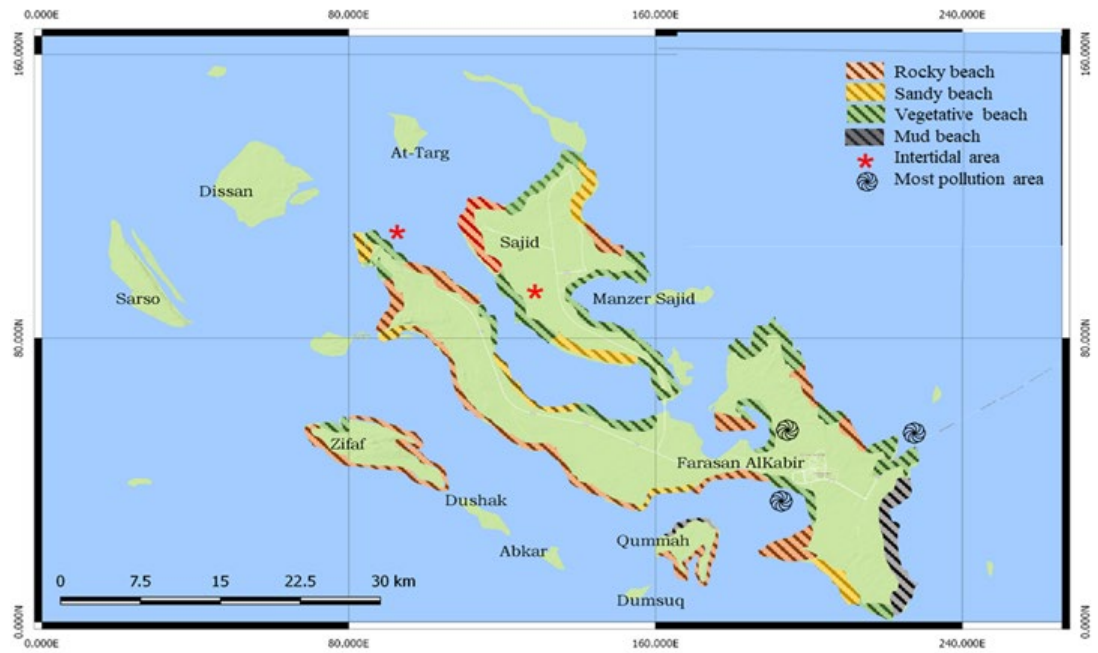 0.000E 80.000E 160.000E 240.000E
160.000N 160.000N
Rocky beach
Sandy beach
Vegetative beach
Mud beach
Intertidal area
Most pollution area
At-Targ
Dissan
Sajid
Sarso
Manzer Sajid
80.000N 80.000N
Zifaf
Farasan AlKabir
Dushak
Qummah
Abkar
0 7.5 15 22.5 30 km
Dumsuq
0.000N 0.000N
0.000E 80.000E 160.000E 240.000E